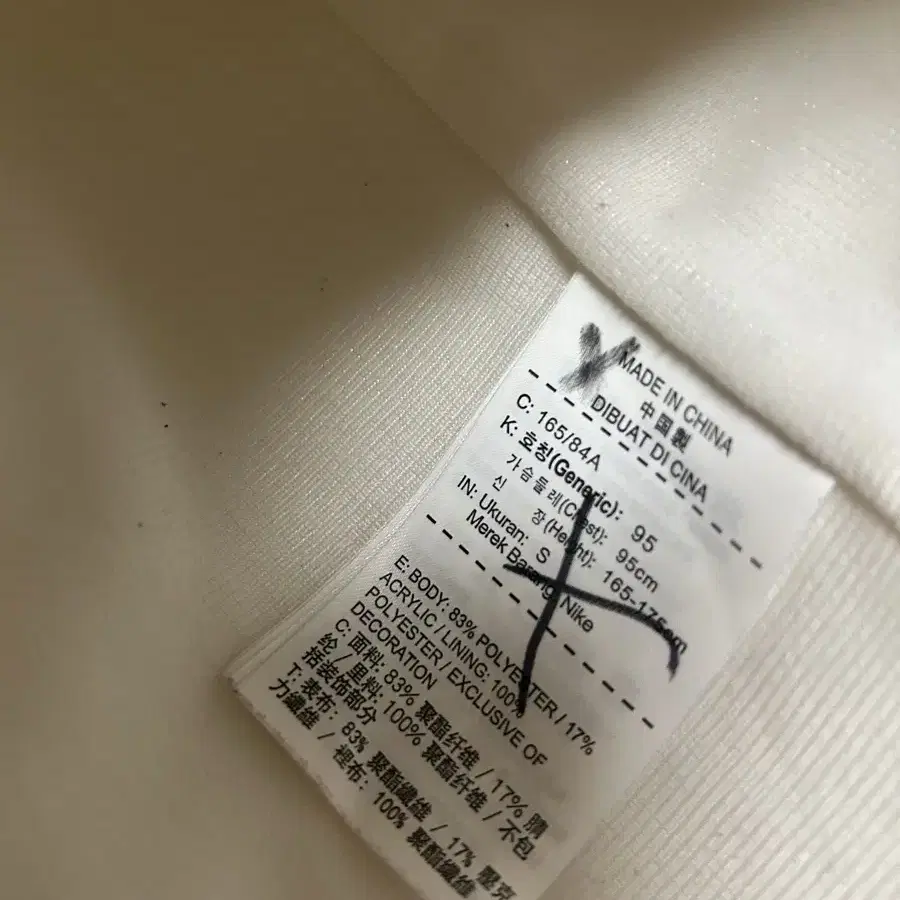 MADE IN CHINA
中国製
DIBUAT DI CINA
C: 165/84A
K: 호칭(Generic): 95
가슴둘레(Chest): 95cm
신 장(Height): 165-175cm
IN: Ukuran: S
Merek Barang: Nike
E: BODY: 83% POLYESTER / 17%
ACRYLIC / LINING: 100%
POLYESTER / EXCLUSIVE OF
DECORATION
C: 面料: 83% 聚酯纤维 / 17% 腈
纶 / 里料: 100% 聚酯纤维 / 不包
括装饰部分
T: 表布: 83% 聚酯纖維 / 17% 壓克
力纖維 / 裡布: 100% 聚酯纖維